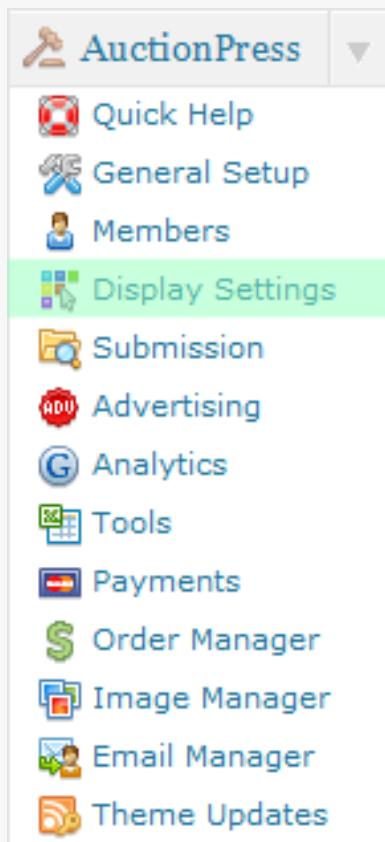 AuctionPress
Quick Help
General Setup
Members
Display Settings
Submission
ADV
Advertising
G
Analytics
Tools
Payments
$
Order Manager
Image Manager
Email Manager
Theme Updates